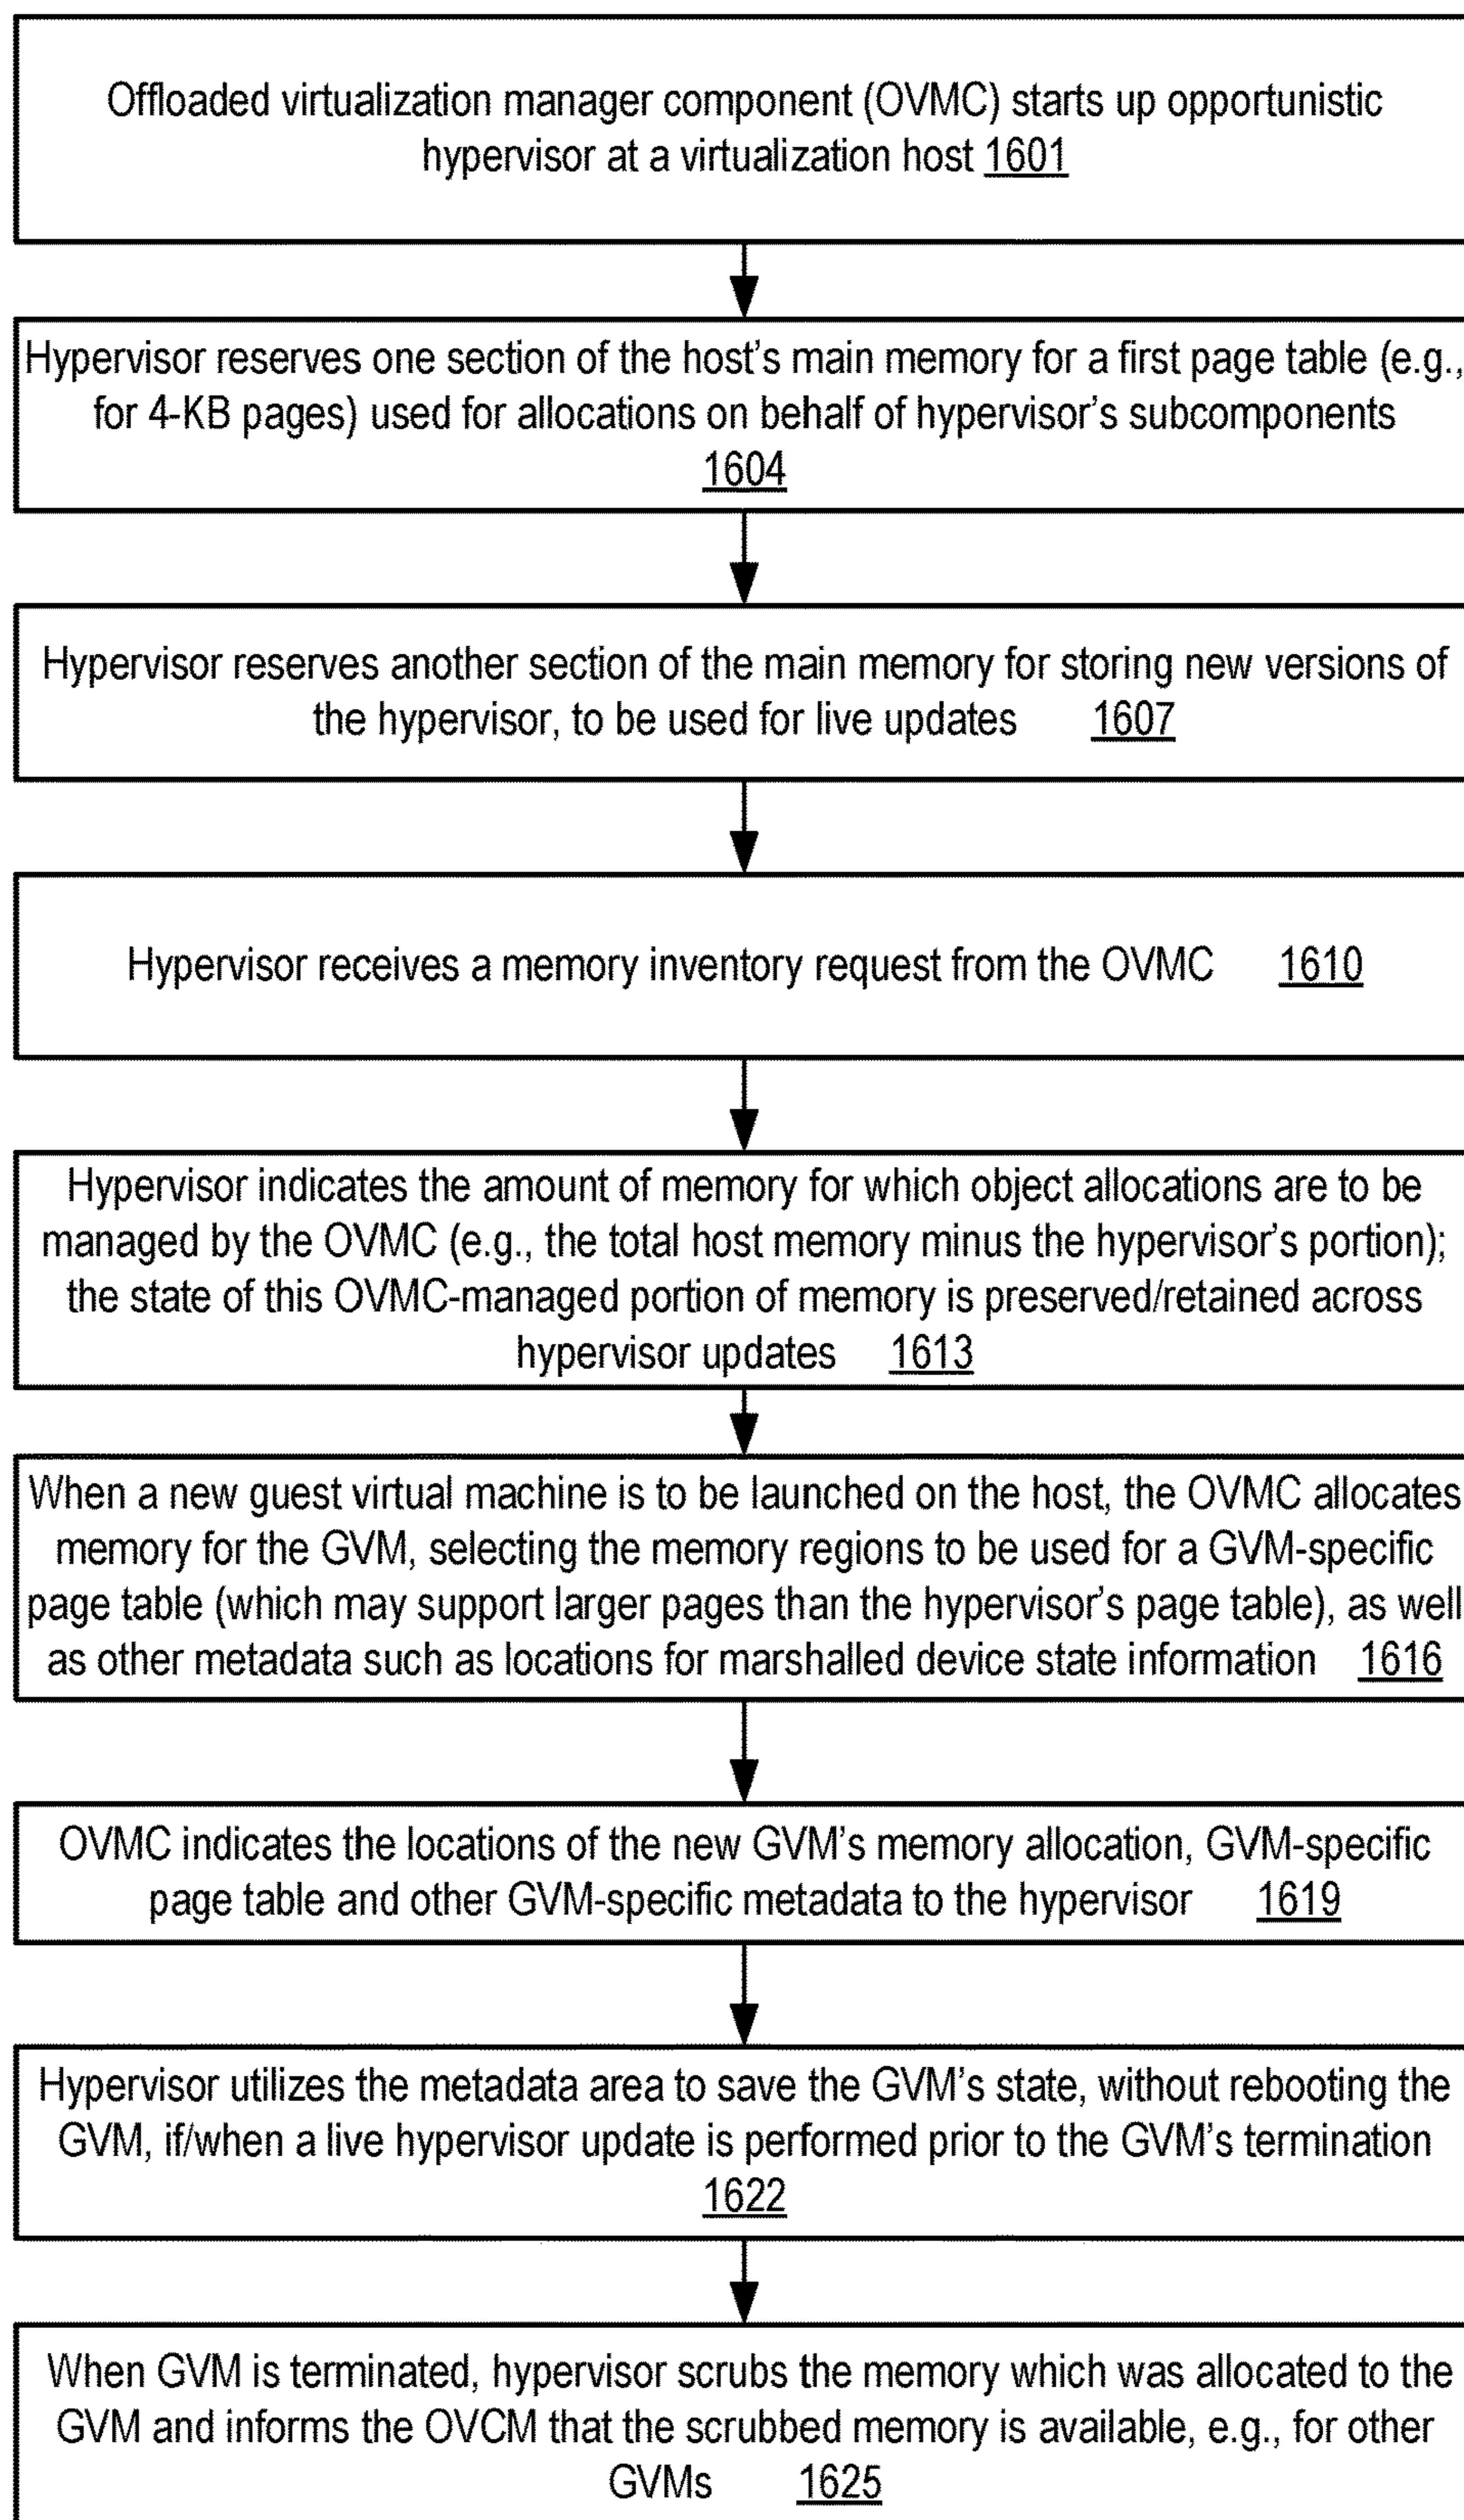 Offloaded virtualization manager component (OVMC) starts up opportunistic
hypervisor at a virtualization host 1601
Hypervisor reserves one section of the host's main memory for a first page table (e.g.,
for 4-KB pages) used for allocations on behalf of hypervisor's subcomponents
1604
Hypervisor reserves another section of the main memory for storing new versions of
the hypervisor, to be used for live updates 1607
Hypervisor receives a memory inventory request from the OVMC 1610
Hypervisor indicates the amount of memory for which object allocations are to be
managed by the OVMC (e.g., the total host memory minus the hypervisor's portion);
the state of this OVMC-managed portion of memory is preserved/retained across
hypervisor updates 1613
When a new guest virtual machine is to be launched on the host, the OVMC allocates
memory for the GVM, selecting the memory regions to be used for a GVM-specific
page table (which may support larger pages than the hypervisor's page table), as well
as other metadata such as locations for marshalled device state information 1616
OVMC indicates the locations of the new GVM's memory allocation, GVM-specific
page table and other GVM-specific metadata to the hypervisor 1619
Hypervisor utilizes the metadata area to save the GVM's state, without rebooting the
GVM, if/when a live hypervisor update is performed prior to the GVM's termination
1622
When GVM is terminated, hypervisor scrubs the memory which was allocated to the
GVM and informs the OVCM that the scrubbed memory is available, e.g., for other
GVMs 1625